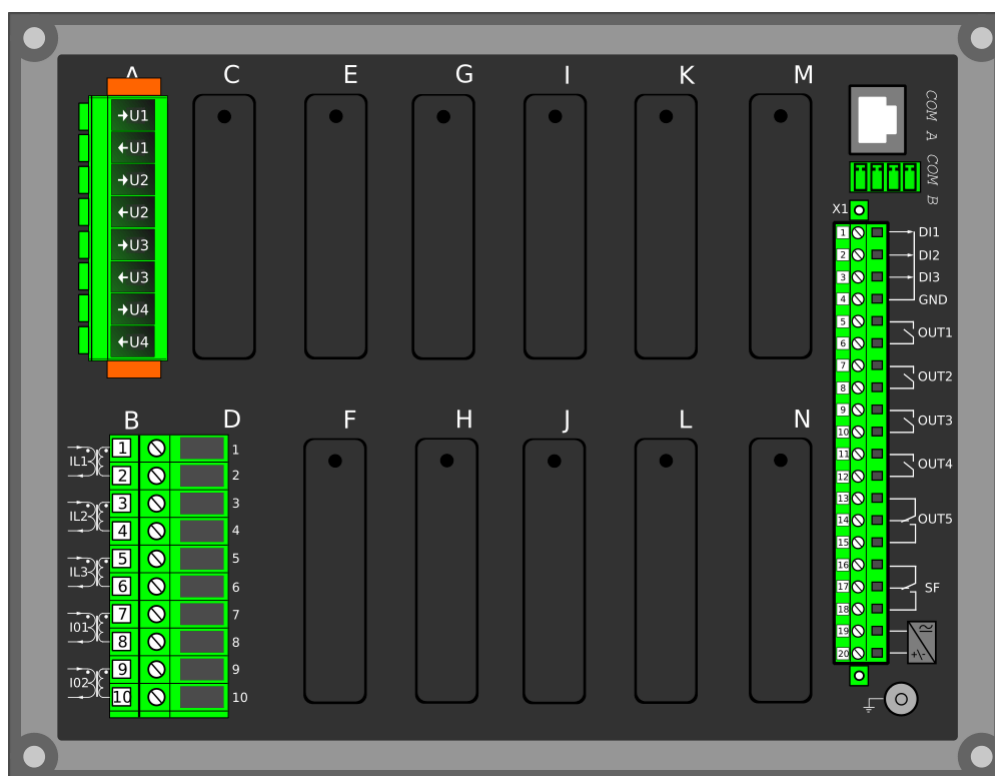 A C E G I K M
→U1
←U1
→U2
←U2
→U3
←U3
→U4
←U4
COM A
COM B
X1
1 DI1
2 DI2
3 DI3
4 GND
5
6
OUT1
7
8
OUT2
9
10
OUT3
11
12
OUT4
13
14 OUT5
15
16
17 SF
18
19 ≃
20 +/-
B D F H J L N
IL1
1 1
2 2
IL2
3 3
4 4
IL3
5 5
6 6
I01
7 7
8 8
I02
9 9
10 10